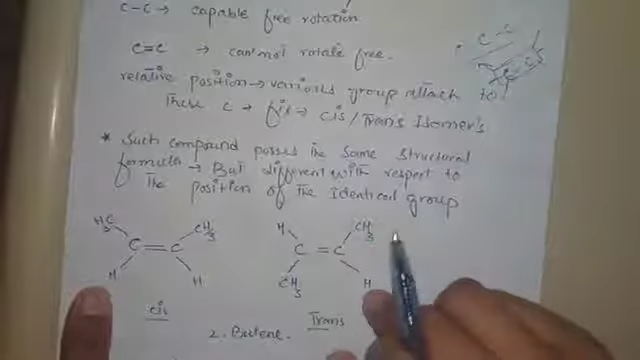 C-C → capable free rotation
C=C → can'not rotate free.
relative position → various group attach to
These C → fix → cis/Trans Isomer's
* Such compound posses the same structural
formula → But different with respect to
The position of The Identical group
H3C CH3 H CH3
C = C C = C
H H CH3 H
cis Trans
2. Butene.